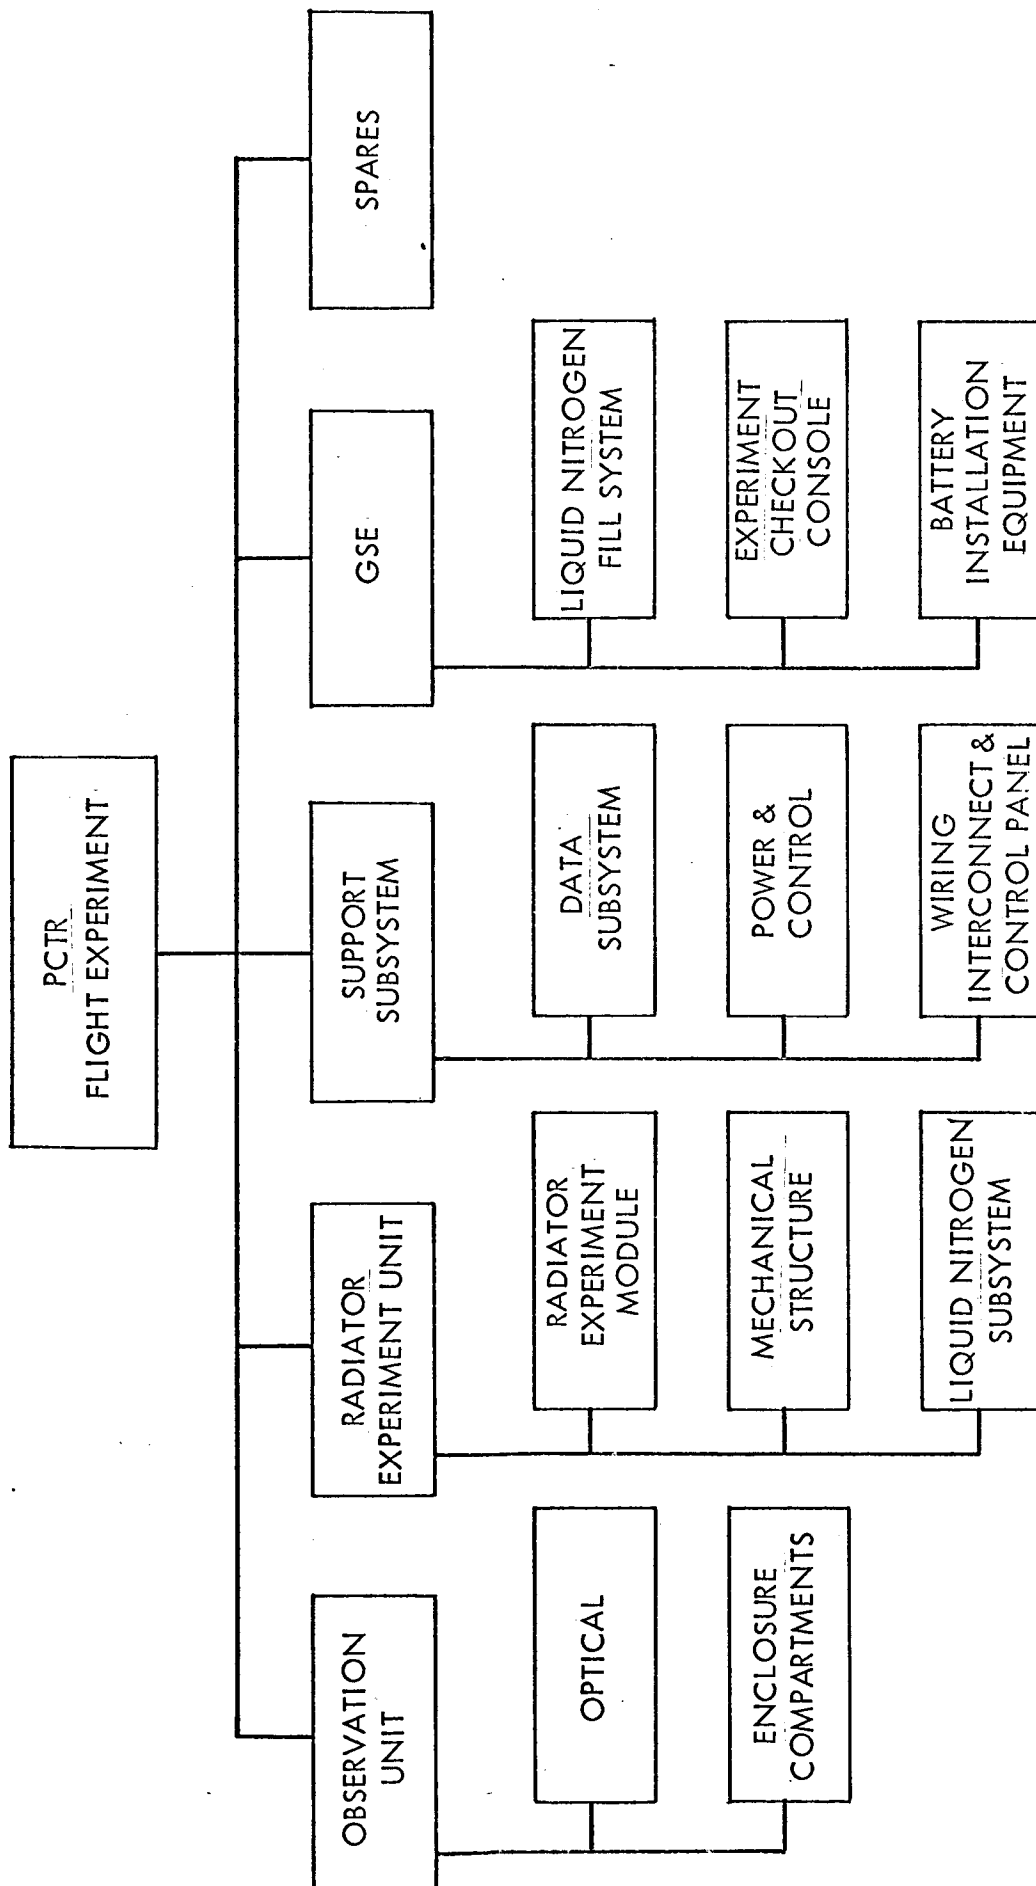 PCTR
FLIGHT EXPERIMENT
OBSERVATION
UNIT
RADIATOR
EXPERIMENT UNIT
SUPPORT
SUBSYSTEM
GSE
SPARES
OPTICAL
ENCLOSURE
COMPARTMENTS
RADIATOR
EXPERIMENT
MODULE
MECHANICAL
STRUCTURE
LIQUID NITROGEN
SUBSYSTEM
DATA
SUBSYSTEM
POWER &
CONTROL
WIRING
INTERCONNECT &
CONTROL PANEL
LIQUID NITROGEN
FILL SYSTEM
EXPERIMENT
CHECKOUT
CONSOLE
BATTERY
INSTALLATION
EQUIPMENT